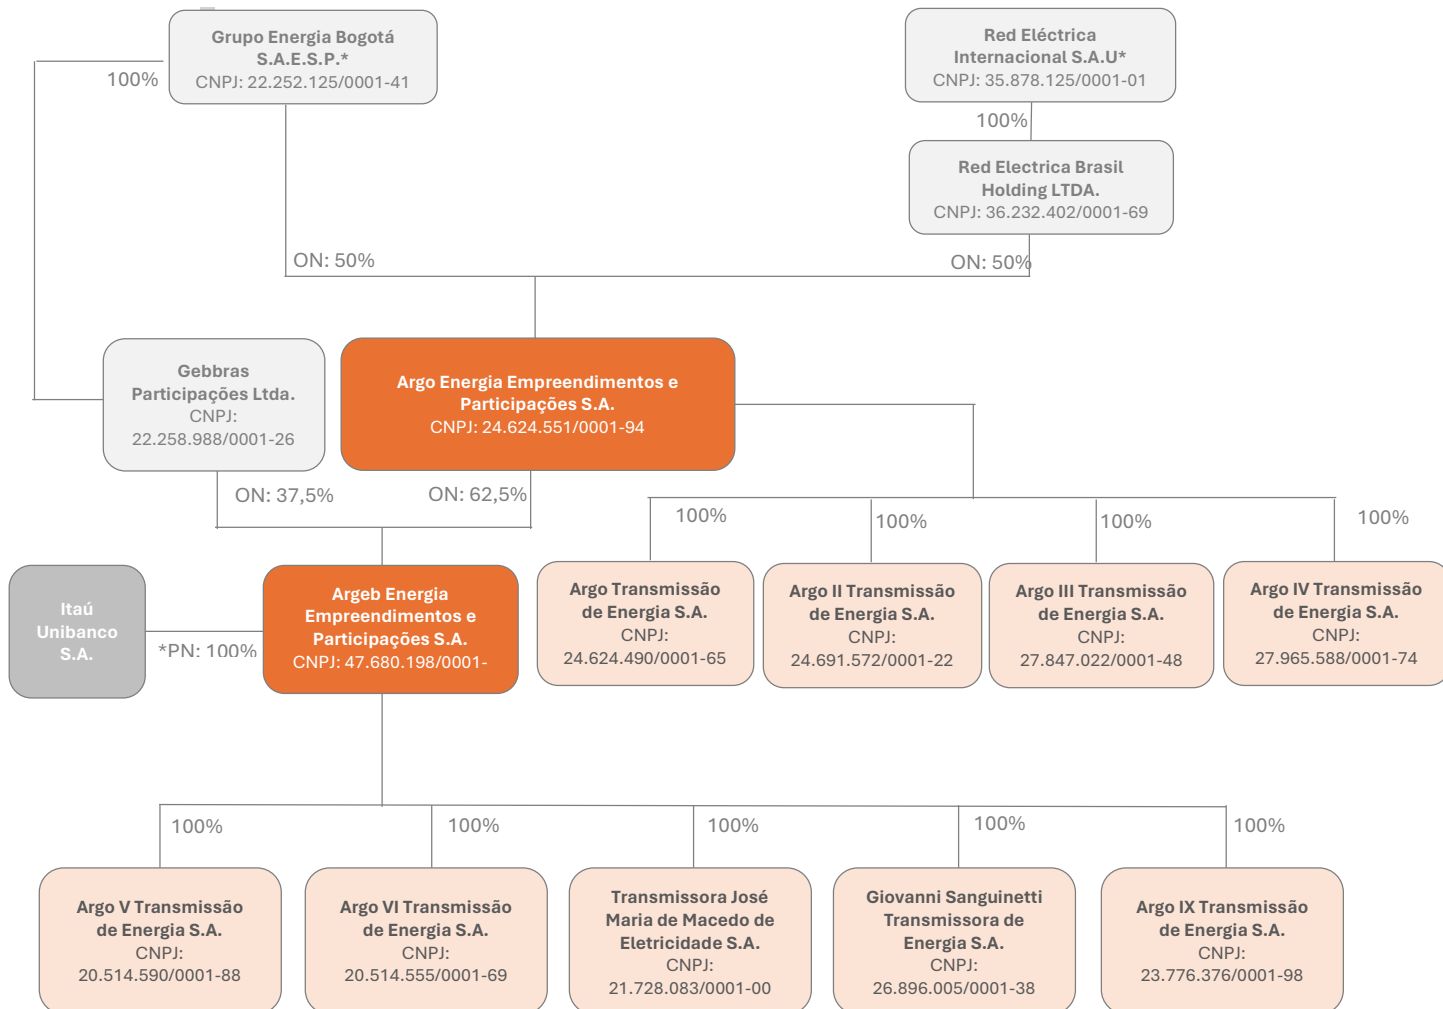 Grupo Energia Bogotá
S.A.E.S.P.*
CNPJ: 22.252.125/0001-41
Red Eléctrica
Internacional S.A.U*
CNPJ: 35.878.125/0001-01
100%
100%
Red Electrica Brasil
Holding LTDA.
CNPJ: 36.232.402/0001-69
ON: 50%
ON: 50%
Gebbras
Participações Ltda.
CNPJ:
22.258.988/0001-26
Argo Energia Empreendimentos e
Participações S.A.
CNPJ: 24.624.551/0001-94
ON: 37,5%
ON: 62,5%
100%
100%
100%
100%
Itaú
Unibanco
S.A.
*PN: 100%
Argeb Energia
Empreendimentos e
Participações S.A.
CNPJ: 47.680.198/0001-
Argo Transmissão
de Energia S.A.
CNPJ:
24.624.490/0001-65
Argo II Transmissão
de Energia S.A.
CNPJ:
24.691.572/0001-22
Argo III Transmissão
de Energia S.A.
CNPJ:
27.847.022/0001-48
Argo IV Transmissão
de Energia S.A.
CNPJ:
27.965.588/0001-74
100%
100%
100%
100%
100%
Argo V Transmissão
de Energia S.A.
CNPJ:
20.514.590/0001-88
Argo VI Transmissão
de Energia S.A.
CNPJ:
20.514.555/0001-69
Transmissora José
Maria de Macedo de
Eletricidade S.A.
CNPJ:
21.728.083/0001-00
Giovanni Sanguinetti
Transmissora de
Energia S.A.
CNPJ:
26.896.005/0001-38
Argo IX Transmissão
de Energia S.A.
CNPJ:
23.776.376/0001-98